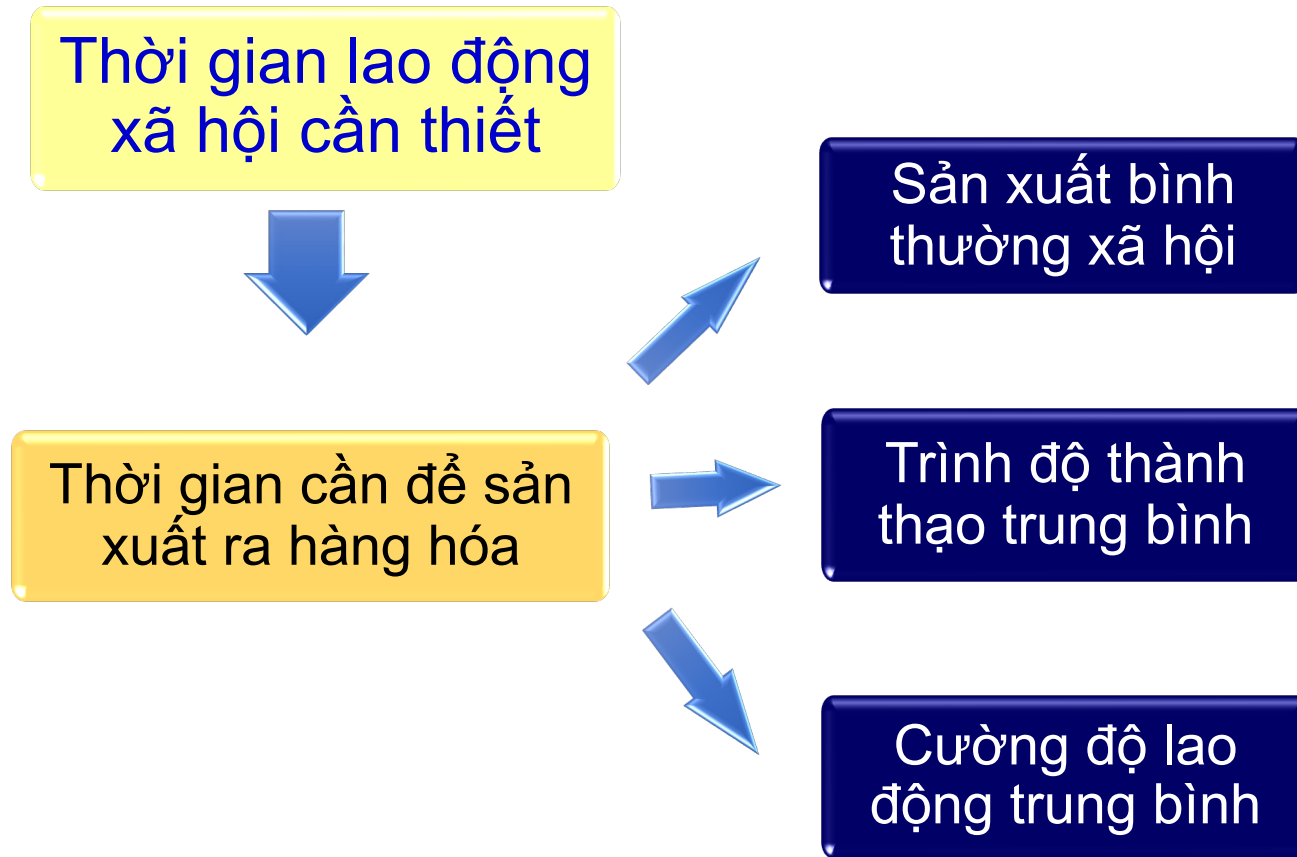 Thời gian lao động
xã hội cần thiết
Sản xuất bình
thường xã hội
Thời gian cần để sản
xuất ra hàng hóa
Trình độ thành
thạo trung bình
Cường độ lao
động trung bình